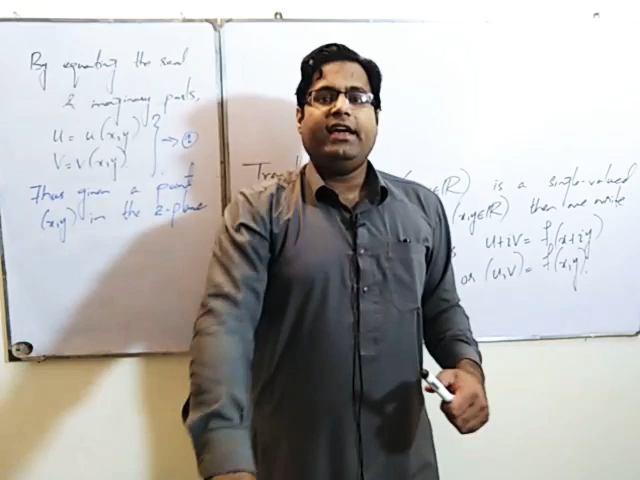 By equating the real
& imaginary parts,
u = u(x,y)
v = v(x,y) } → ①
Thus given a point
(x,y) in the z-plane
∈ℝ) is a single-valued
(x,y∈ℝ) then we write
u+iv = f(x+iy)
or (u,v) = f(x,y).